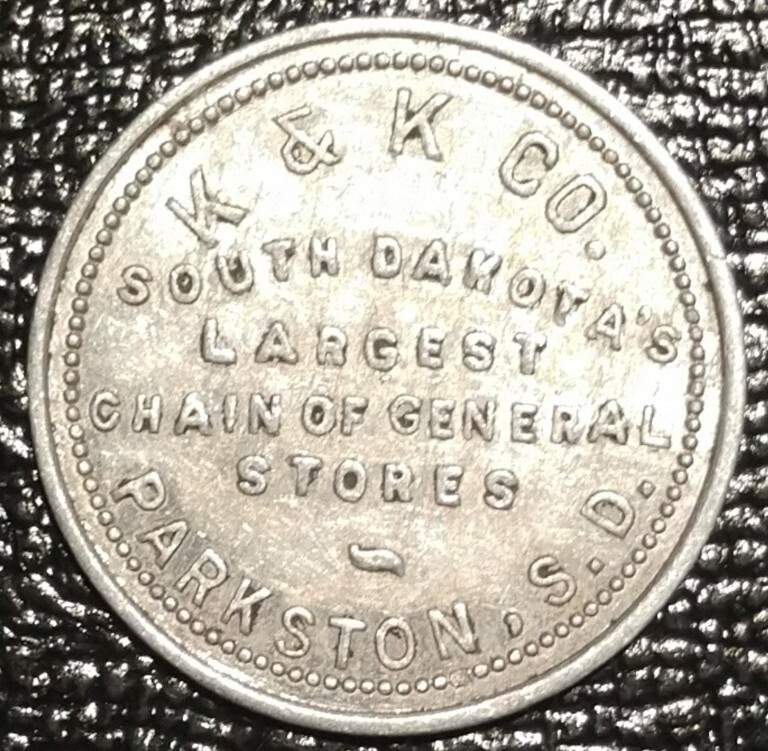 K & K CO.
SOUTH DAKOTA'S
LARGEST
CHAIN OF GENERAL
STORES
PARKSTON, S.D.